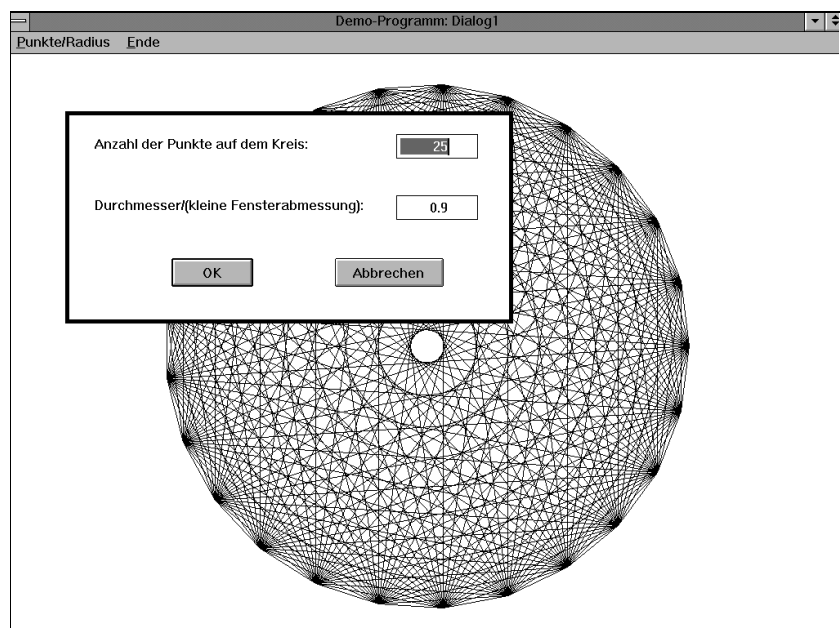 Demo-Programm: Dialog1
Punkte/Radius Ende
Anzahl der Punkte auf dem Kreis: 25
Durchmesser/(kleine Fensterabmessung): 0.9
OK Abbrechen